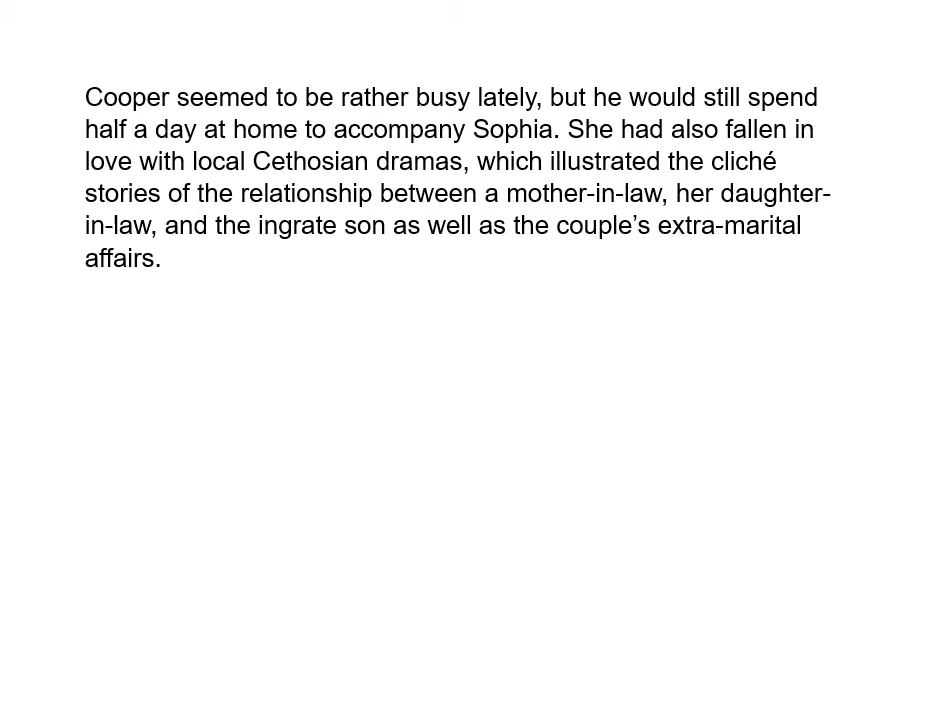 Cooper seemed to be rather busy lately, but he would still spend
half a day at home to accompany Sophia. She had also fallen in
love with local Cethosian dramas, which illustrated the cliché
stories of the relationship between a mother-in-law, her daughter-
in-law, and the ingrate son as well as the couple’s extra-marital
affairs.